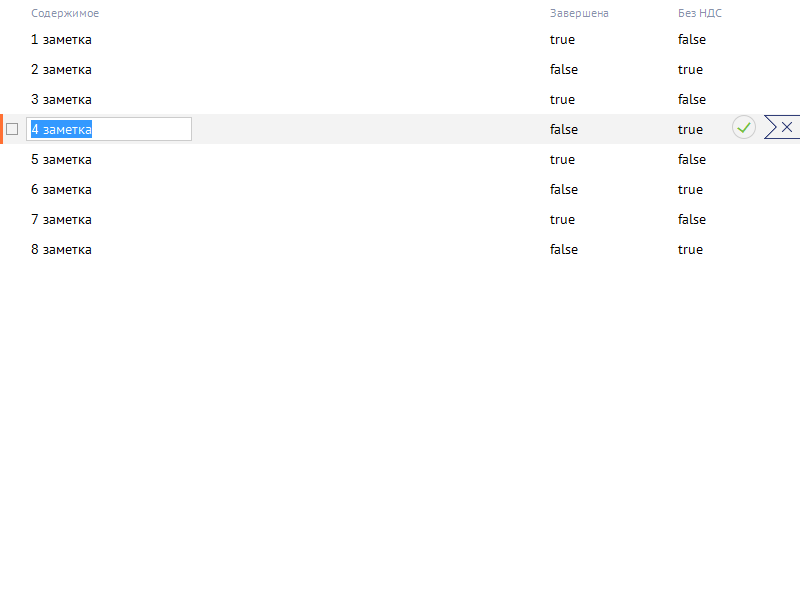 Содержимое Завершена Без НДС
1 заметка true false
2 заметка false true
3 заметка true false
4 заметка false true
5 заметка true false
6 заметка false true
7 заметка true false
8 заметка false true